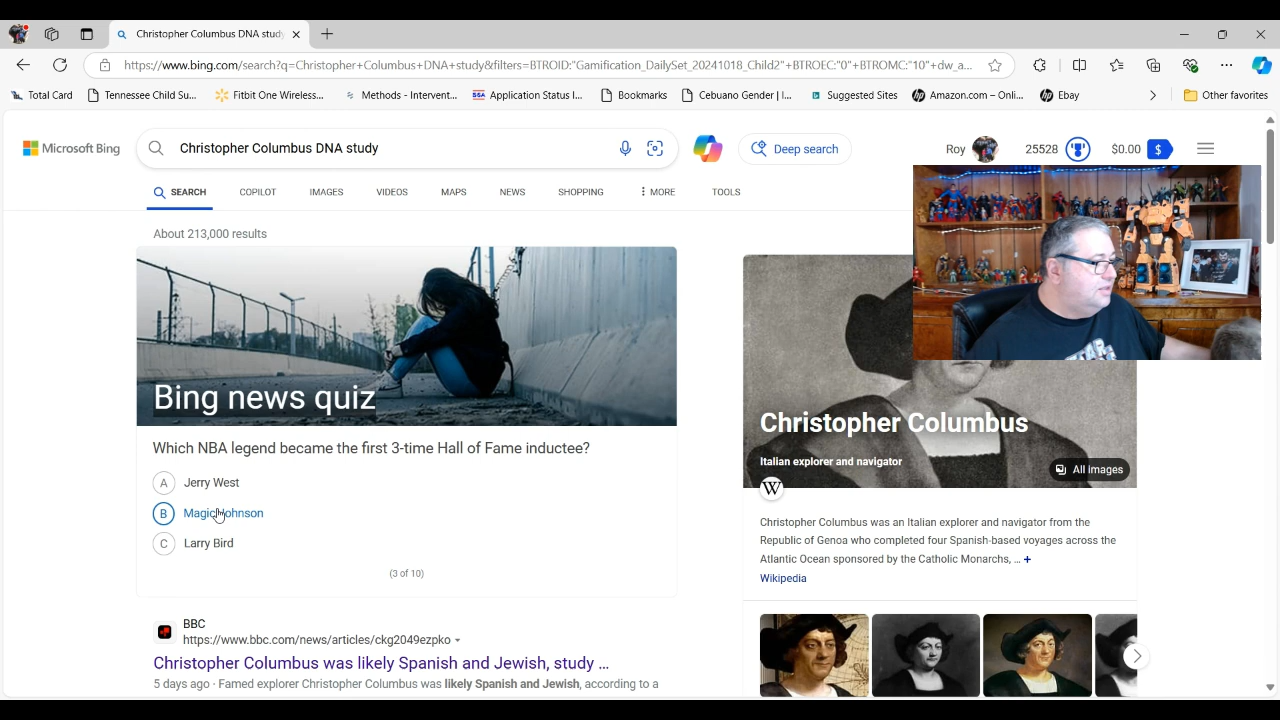 Christopher Columbus DNA study
https://www.bing.com/search?q=Christopher+Columbus+DNA+study&filters=BTROID:"Gamification_DailySet_20241018_Child2"+BTROEC:"0"+BTROMC:"10"+dw_a...
Total Card
Tennessee Child Su...
Fitbit One Wireless...
Methods - Intervent...
SSA Application Status I...
Bookmarks
Cebuano Gender | I...
Suggested Sites
Amazon.com – Onli...
Ebay
Other favorites
Microsoft Bing
Christopher Columbus DNA study
Deep search
Roy
25528
$0.00
$
SEARCH
COPILOT
IMAGES
VIDEOS
MAPS
NEWS
SHOPPING
MORE
TOOLS
About 213,000 results
Bing news quiz
Which NBA legend became the first 3-time Hall of Fame inductee?
A Jerry West
B Magic Johnson
C Larry Bird
(3 of 10)
BBC
https://www.bbc.com/news/articles/ckg2049ezpko
Christopher Columbus was likely Spanish and Jewish, study ...
5 days ago · Famed explorer Christopher Columbus was likely Spanish and Jewish, according to a
Christopher Columbus
Italian explorer and navigator
All images
W
Christopher Columbus was an Italian explorer and navigator from the
Republic of Genoa who completed four Spanish-based voyages across the
Atlantic Ocean sponsored by the Catholic Monarchs, ... +
Wikipedia
STAR